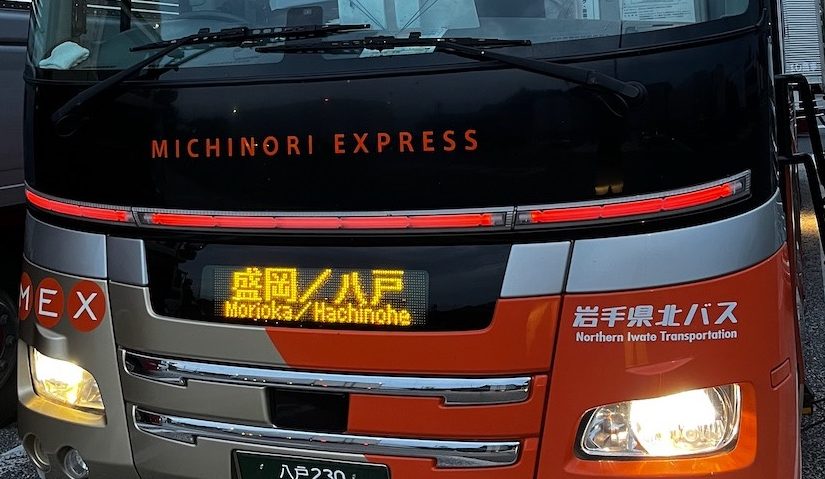 MICHINORI EXPRESS
盛岡／八戸
Morioka／Hachinohe
MEX
岩手県北バス
Northern Iwate Transportation
八戸230